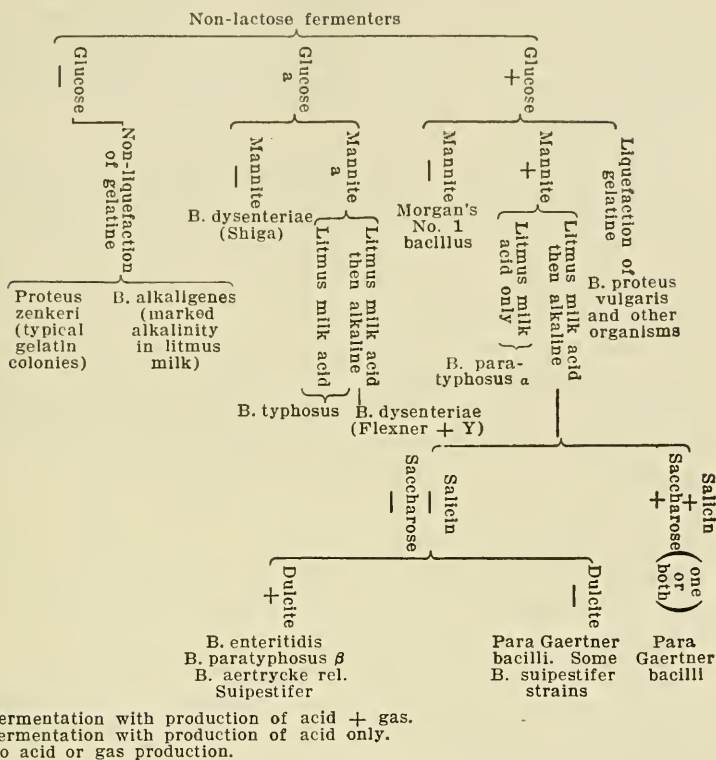 Non-lactose fermenters
Glucose
−
Glucose
a
Glucose
+
Non-liquefaction
of gelatine
Mannite
−
Mannite
a
Mannite
−
Mannite
+
Liquefaction of
gelatine
B. dysenteriae
(Shiga)
Morgan's
No. 1
bacillus
B. proteus
vulgaris
and other
organisms
Litmus milk acid
Litmus milk acid
then alkaline
Litmus milk
acid only
Litmus milk acid
then alkaline
Proteus
zenkeri
(typical
gelatin
colonies)
B. alkaligenes
(marked
alkalinity
in litmus
milk)
B. para-
typhosus α
B. typhosus
B. dysenteriae
(Flexner + Y)
Saccharose
−
Salicin
−
Salicin
+
Saccharose
+
(one
or
both)
Dulcite
+
Dulcite
−
B. enteritidis
B. paratyphosus β
B. aertrycke rel.
Suipestifer
Para Gaertner
bacilli. Some
B. suipestifer
strains
Para
Gaertner
bacilli
ermentation with production of acid + gas.
ermentation with production of acid only.
o acid or gas production.